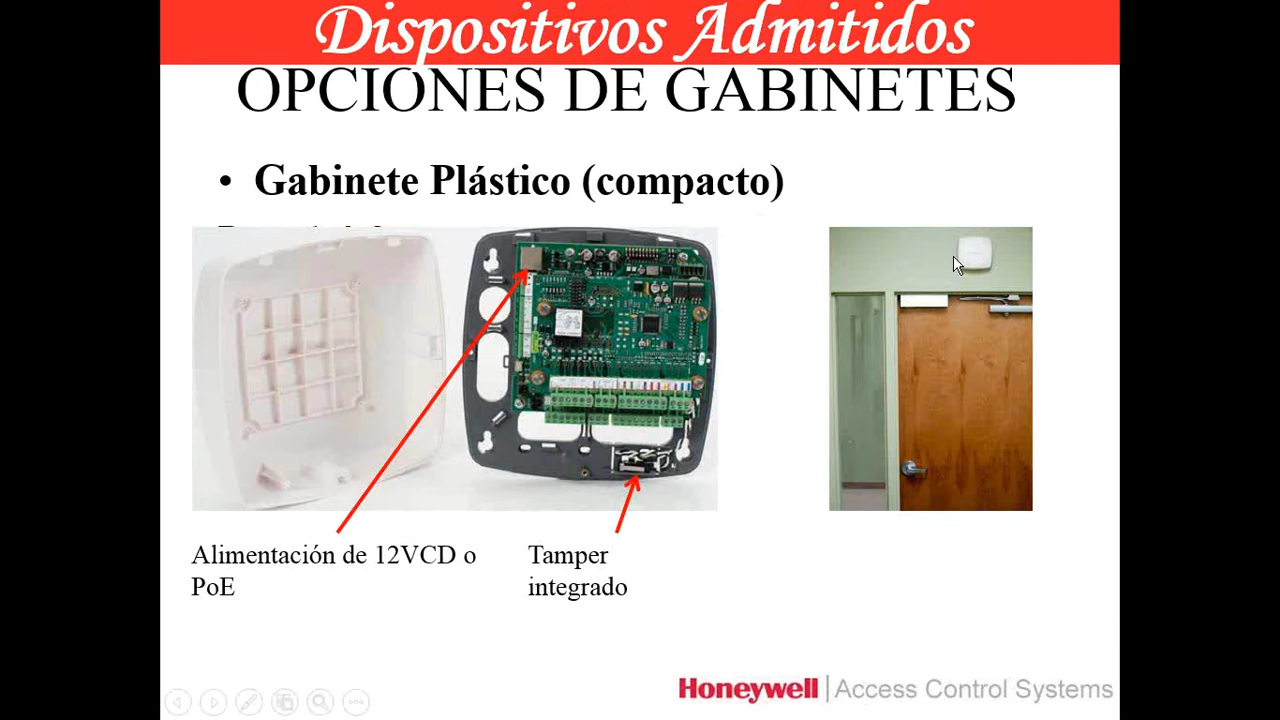 Dispositivos Admitidos
OPCIONES DE GABINETES
• Gabinete Plástico (compacto)
Alimentación de 12VCD o
PoE
Tamper
integrado
Honeywell | Access Control Systems